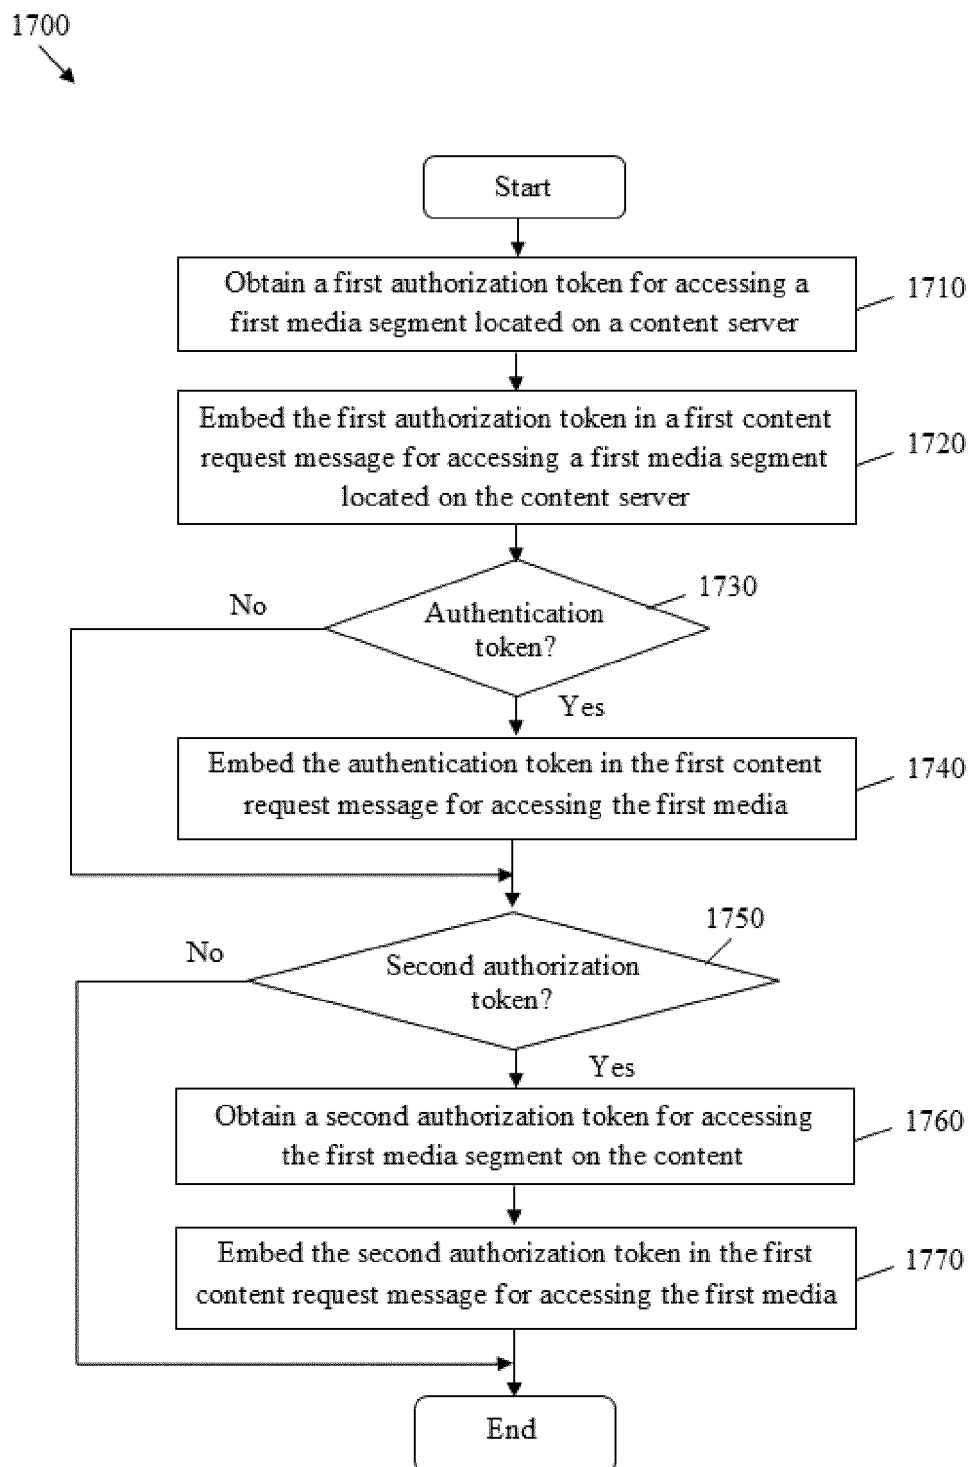 1700
Start
Obtain a first authorization token for accessing a
first media segment located on a content server
1710
Embed the first authorization token in a first content
request message for accessing a first media segment
located on the content server
1720
1730
No
Authentication
token?
Yes
Embed the authentication token in the first content
request message for accessing the first media
1740
1750
No
Second authorization
token?
Yes
Obtain a second authorization token for accessing
the first media segment on the content
1760
Embed the second authorization token in the first
content request message for accessing the first media
1770
End